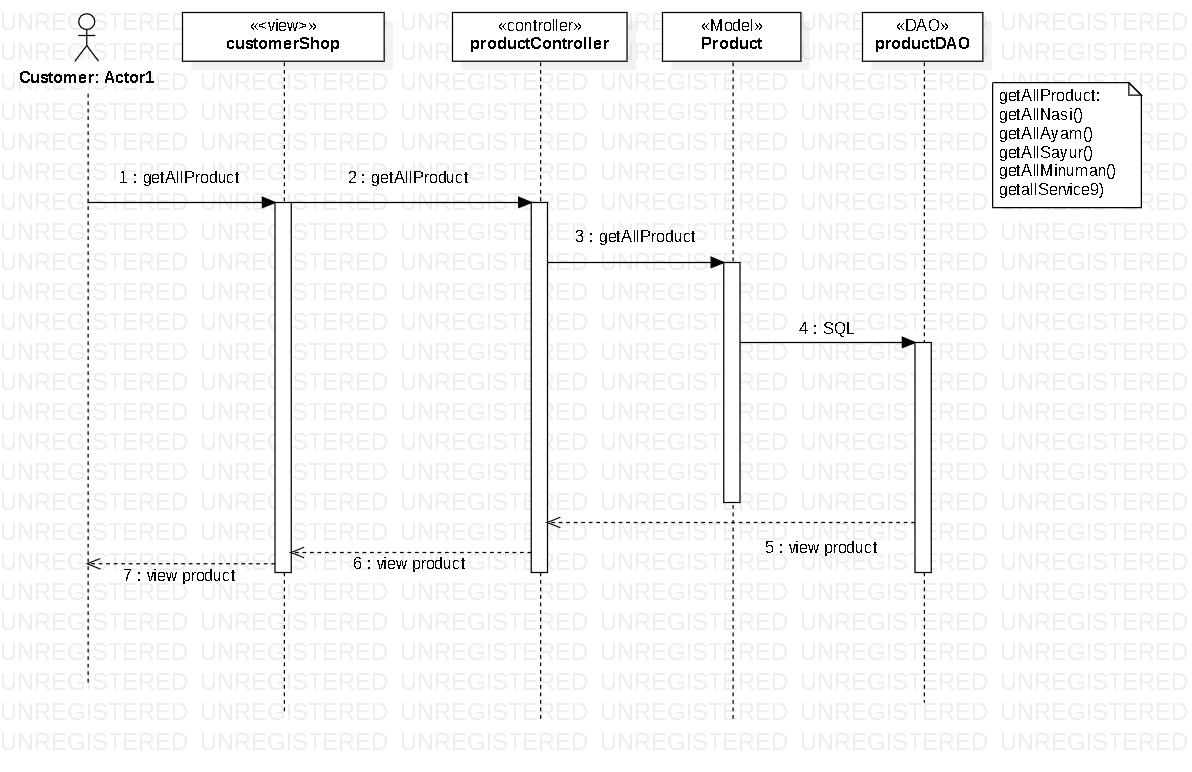 «<view>»
customerShop
«controller»
productController
«Model»
Product
«DAO»
productDAO
Customer: Actor1
getAllProduct:
getAllNasi()
getAllAyam()
getAllSayur()
getAllMinuman()
getallService9)
1 : getAllProduct
2 : getAllProduct
3 : getAllProduct
4 : SQL
5 : view product
6 : view product
7 : view product
UNREGISTERED